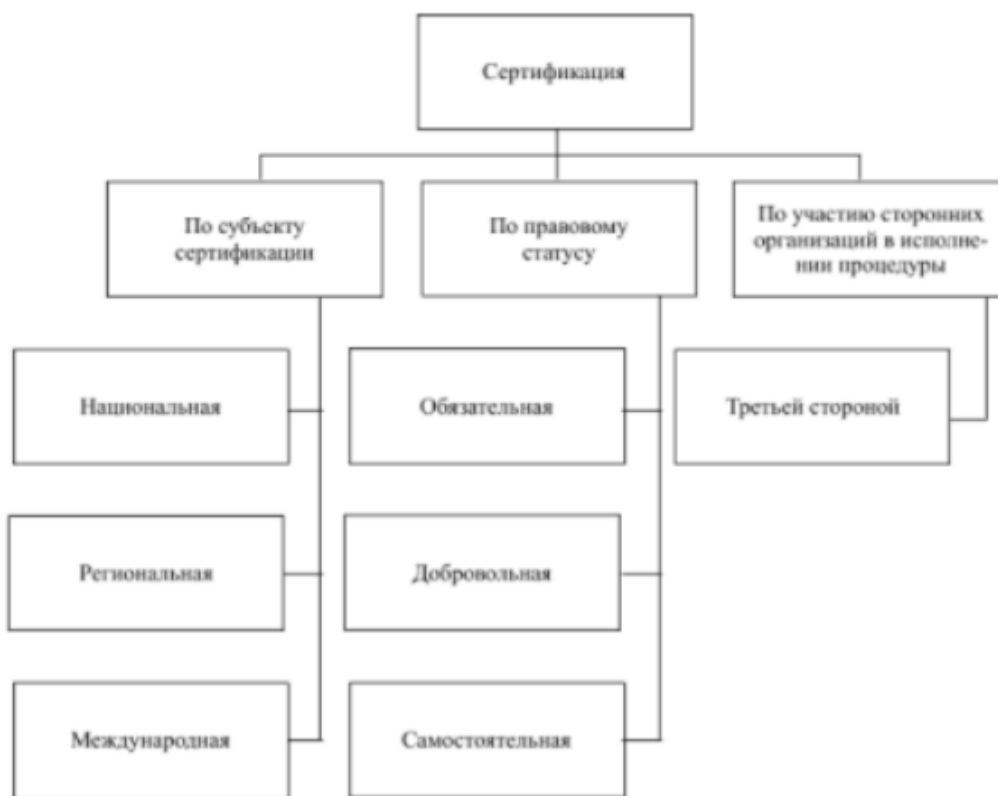 Сертификация
По субъекту
сертификации
По правовому
статусу
По участию сторонних
организаций в исполне-
нии процедуры
Национальная
Обязательная
Третьей стороной
Региональная
Добровольная
Международная
Самостоятельная